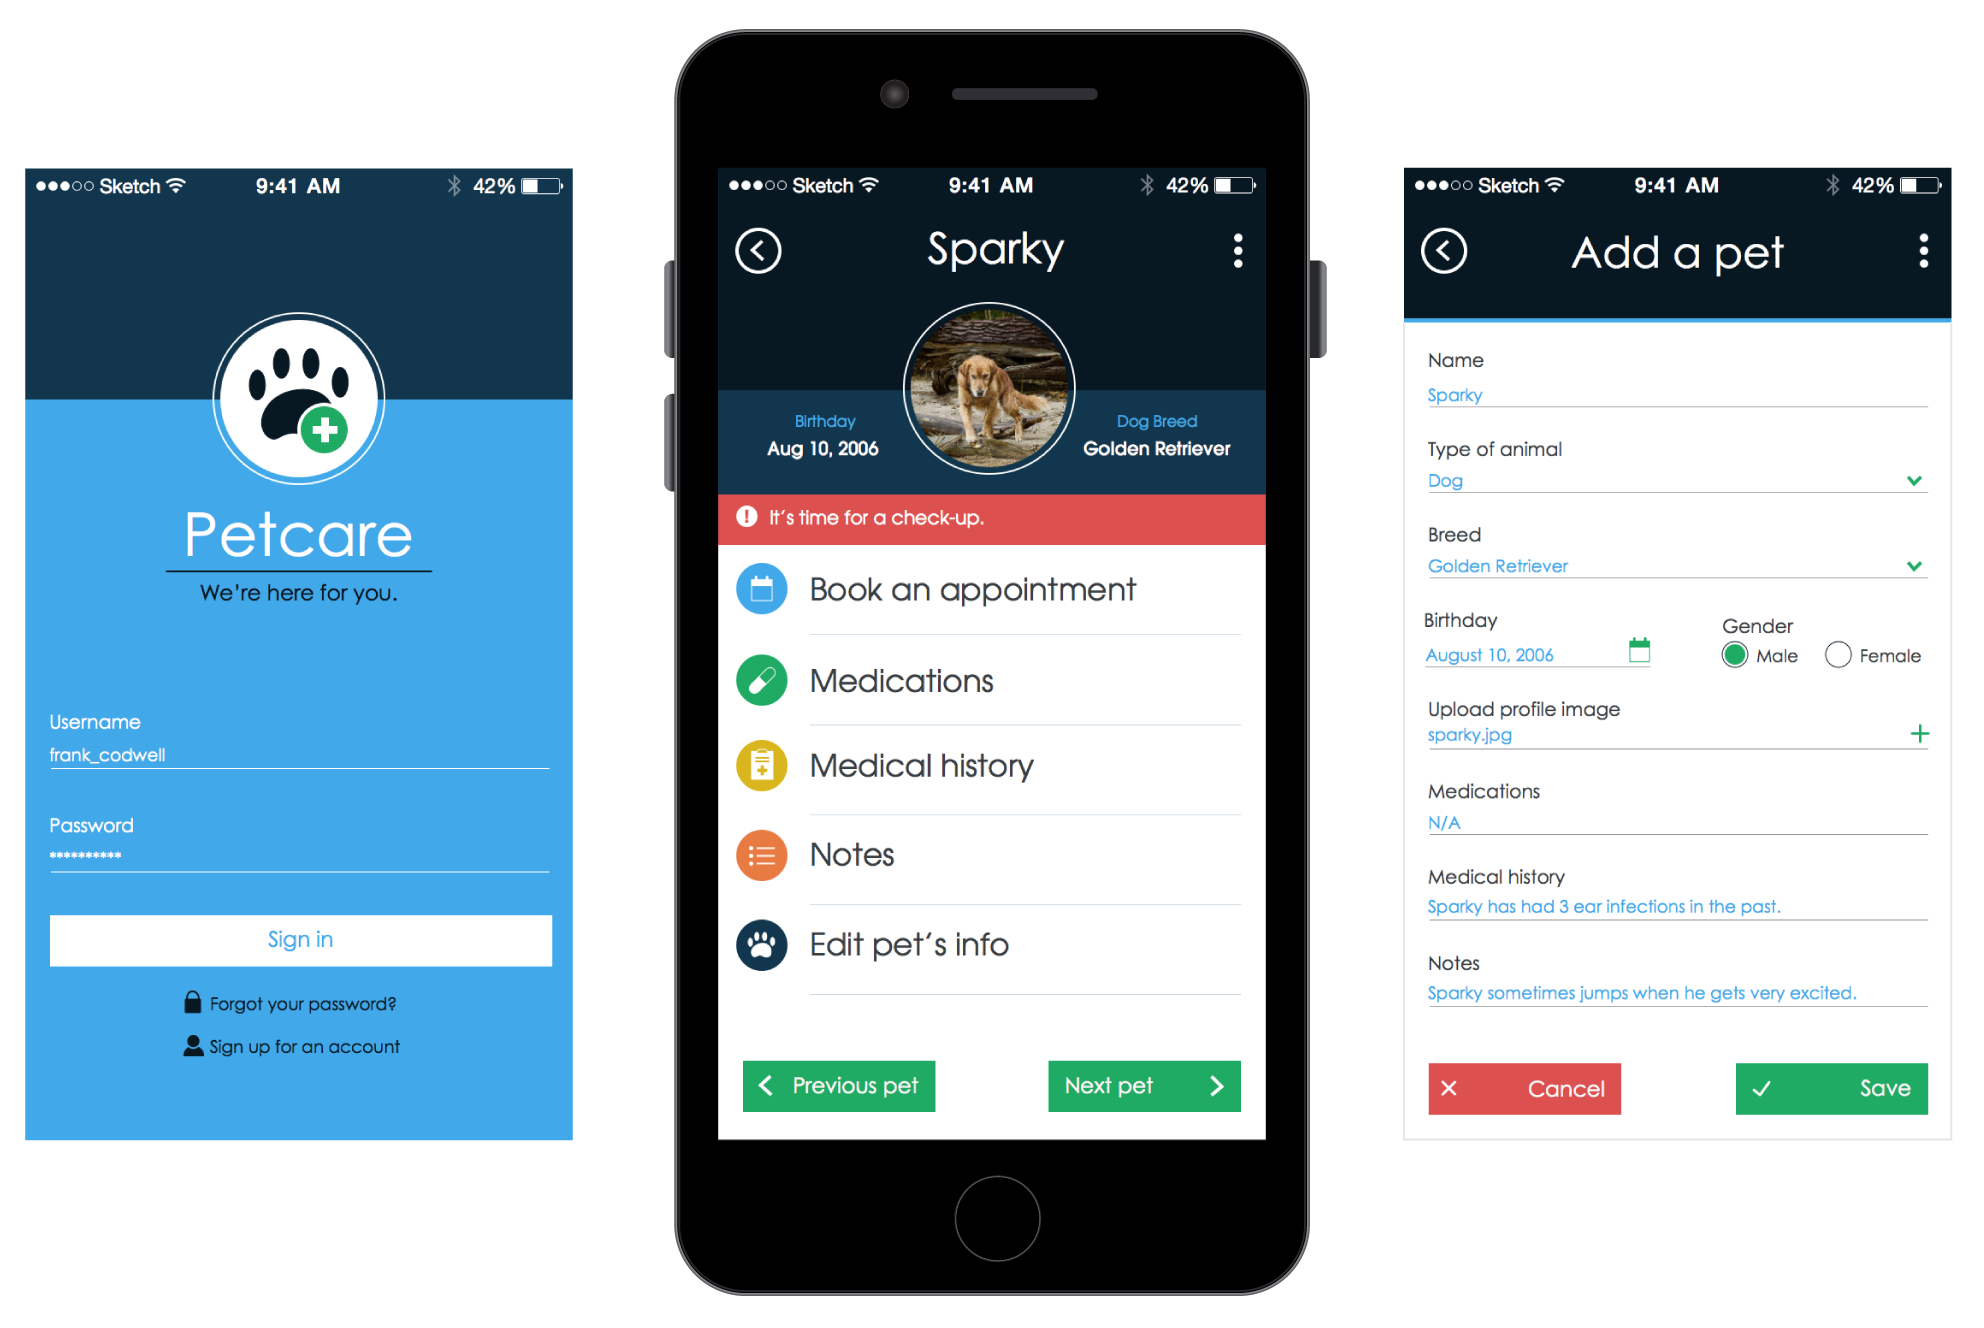 Sketch 9:41 AM 42%
Petcare
We're here for you.
Username
frank_codwell
Password
**********
Sign in
Forgot your password?
Sign up for an account
Sketch 9:41 AM 42%
Sparky
Birthday
Aug 10, 2006
Dog Breed
Golden Retriever
It's time for a check-up.
Book an appointment
Medications
Medical history
Notes
Edit pet's info
Previous pet
Next pet
Sketch 9:41 AM 42%
Add a pet
Name
Sparky
Type of animal
Dog
Breed
Golden Retriever
Birthday
August 10, 2006
Gender
Male Female
Upload profile image
sparky.jpg
Medications
N/A
Medical history
Sparky has had 3 ear infections in the past.
Notes
Sparky sometimes jumps when he gets very excited.
Cancel
Save